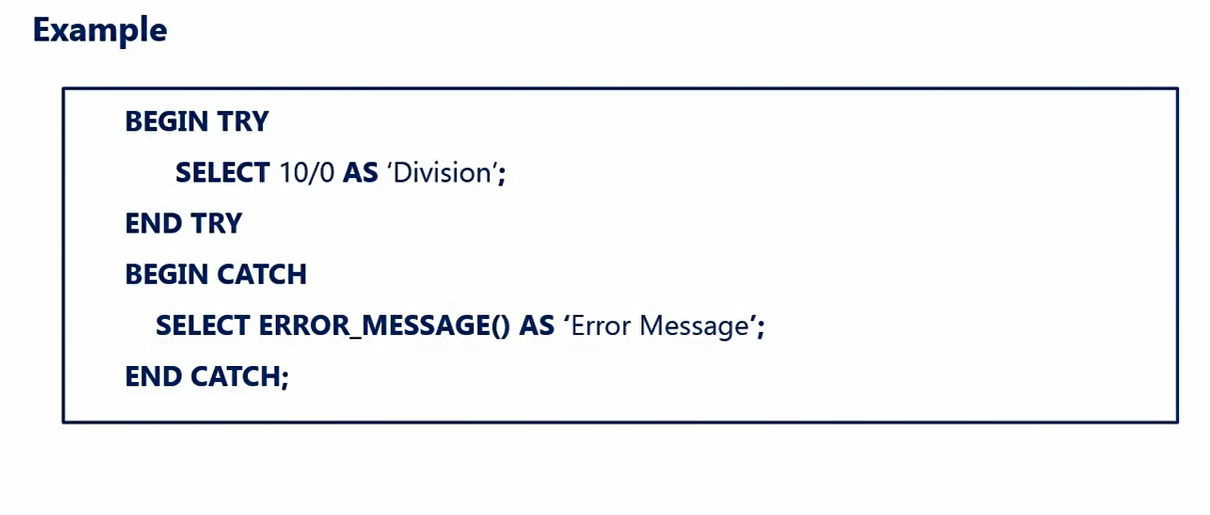 Example
BEGIN TRY
SELECT 10/0 AS ‘Division’;
END TRY
BEGIN CATCH
SELECT ERROR_MESSAGE() AS ‘Error Message’;
END CATCH;